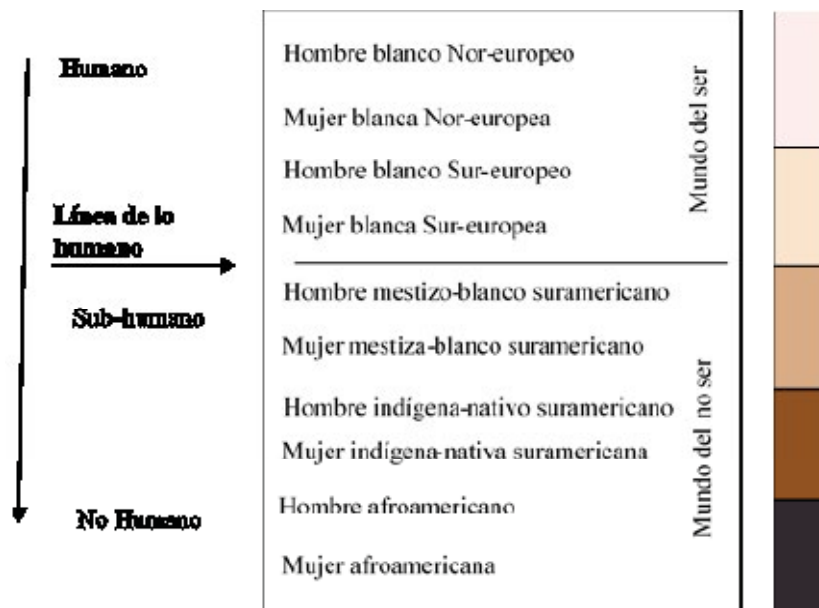 Humano
Línea de lo
humano
Sub-humano
No Humano
Hombre blanco Nor-europeo
Mujer blanca Nor-europea
Hombre blanco Sur-europeo
Mujer blanca Sur-europea
Hombre mestizo-blanco suramericano
Mujer mestiza-blanco suramericano
Hombre indígena-nativo suramericano
Mujer indígena-nativa suramericana
Hombre afroamericano
Mujer afroamericana
Mundo del ser
Mundo del no ser